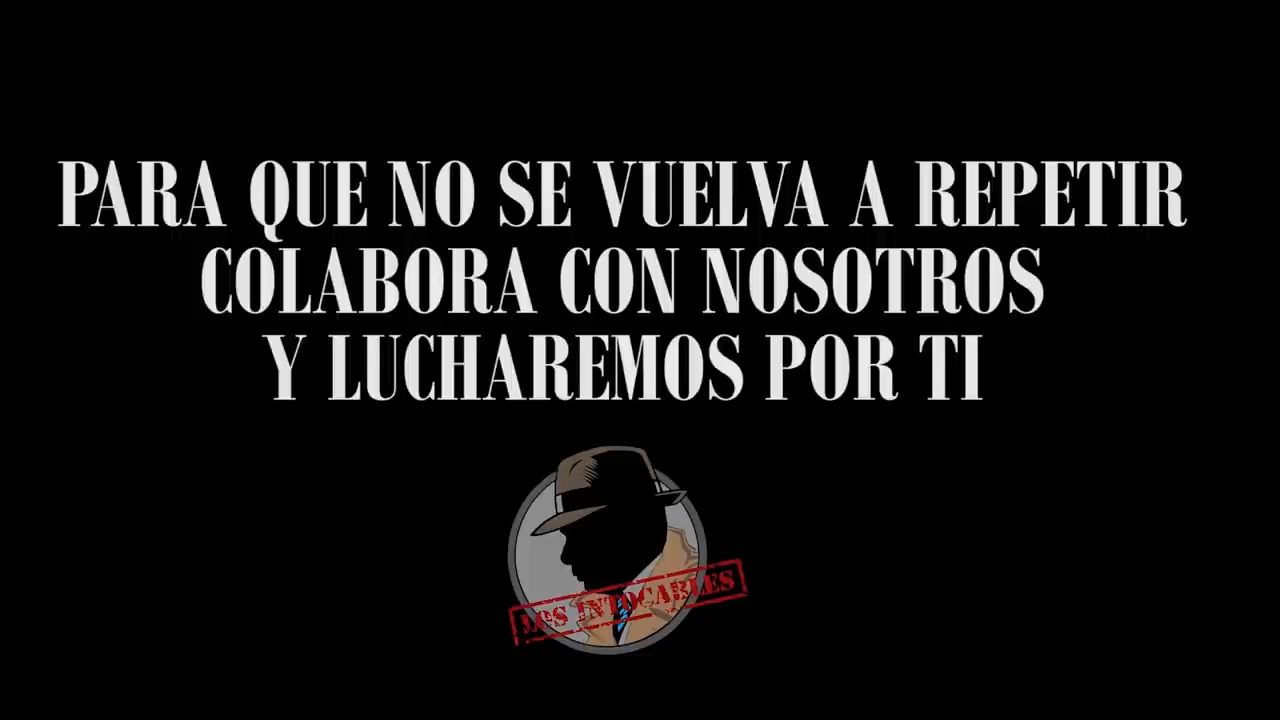 PARA QUE NO SE VUELVA A REPETIR
COLABORA CON NOSOTROS
Y LUCHAREMOS POR TI
LOS INTOCABLES